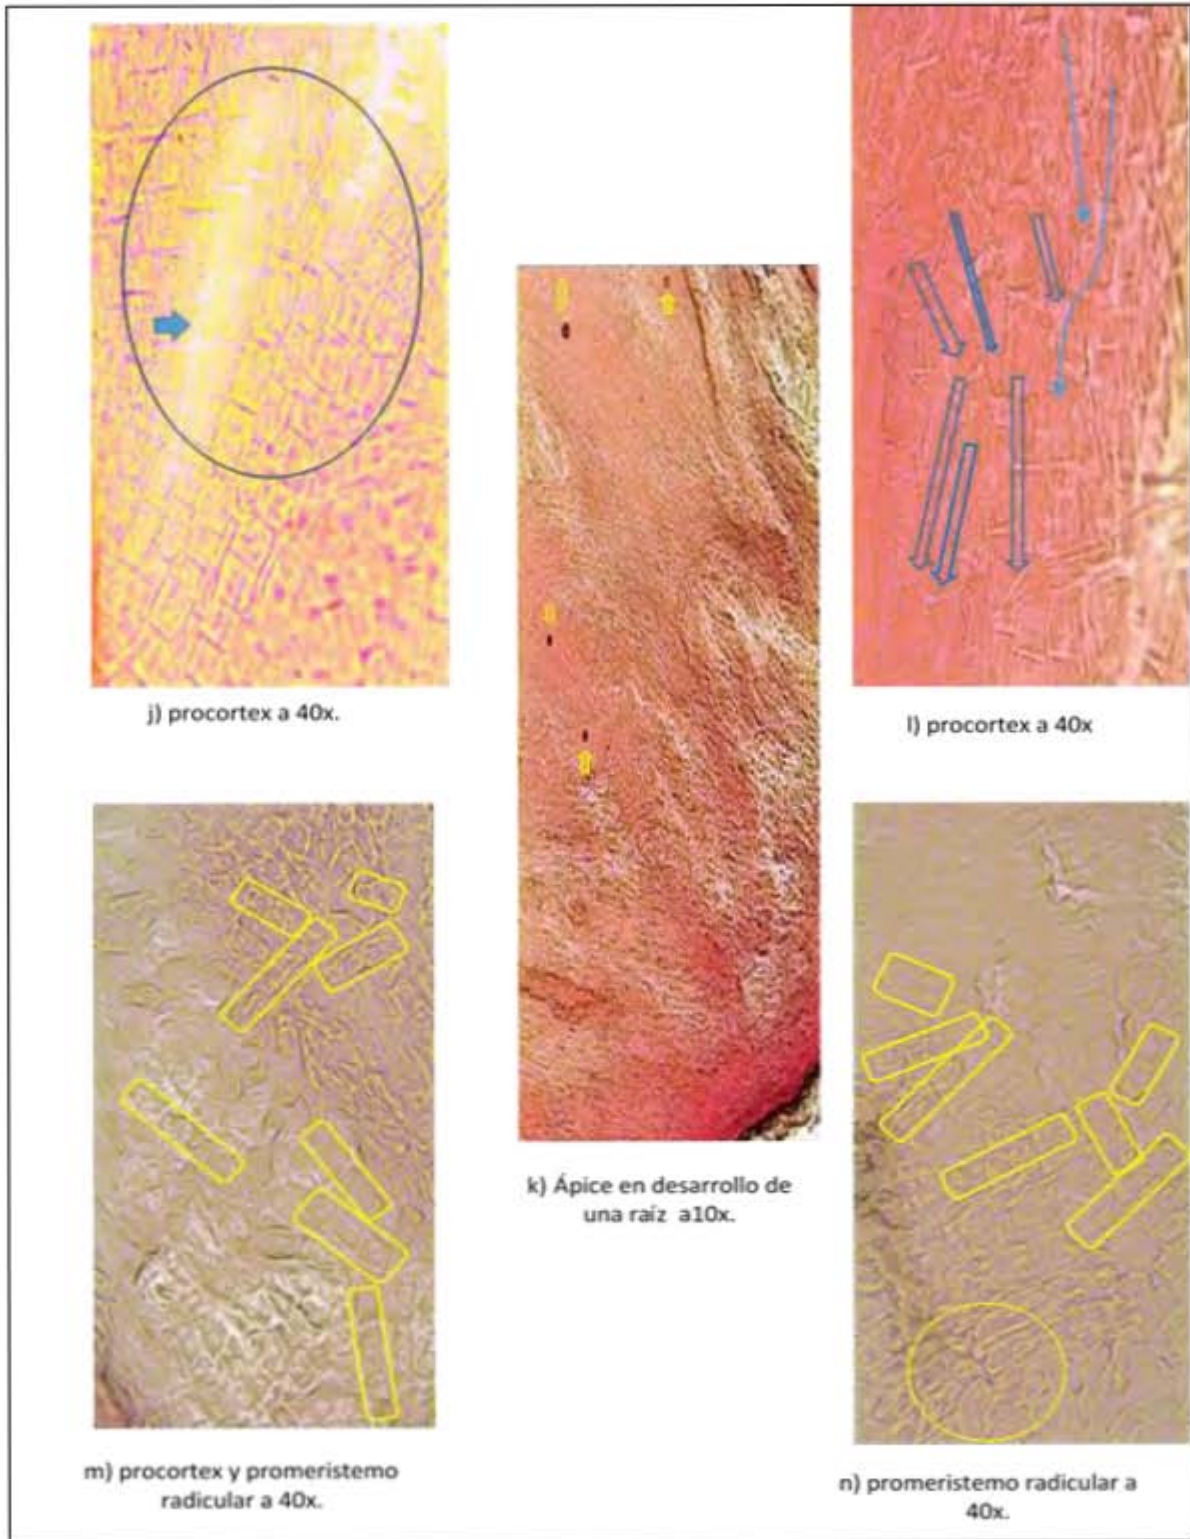 j) procortex a 40x.
l) procortex a 40x
k) Ápice en desarrollo de
una raíz a10x.
m) procortex y promeristemo
radicular a 40x.
n) promeristemo radicular a
40x.